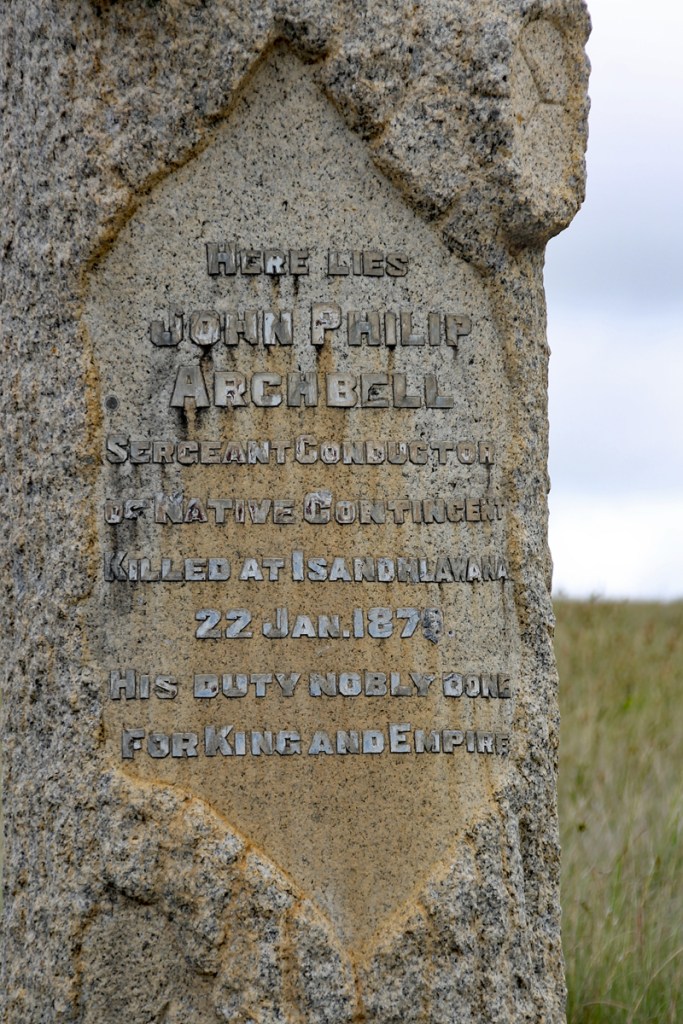 HERE LIES
JOHN PHILIP
ARCHBELL
SERGEANT CONDUCTOR
OF NATIVE CONTINGENT
KILLED AT ISANDHLAWANA
22 JAN. 1879.
HIS DUTY NOBLY DONE
FOR KING AND EMPIRE